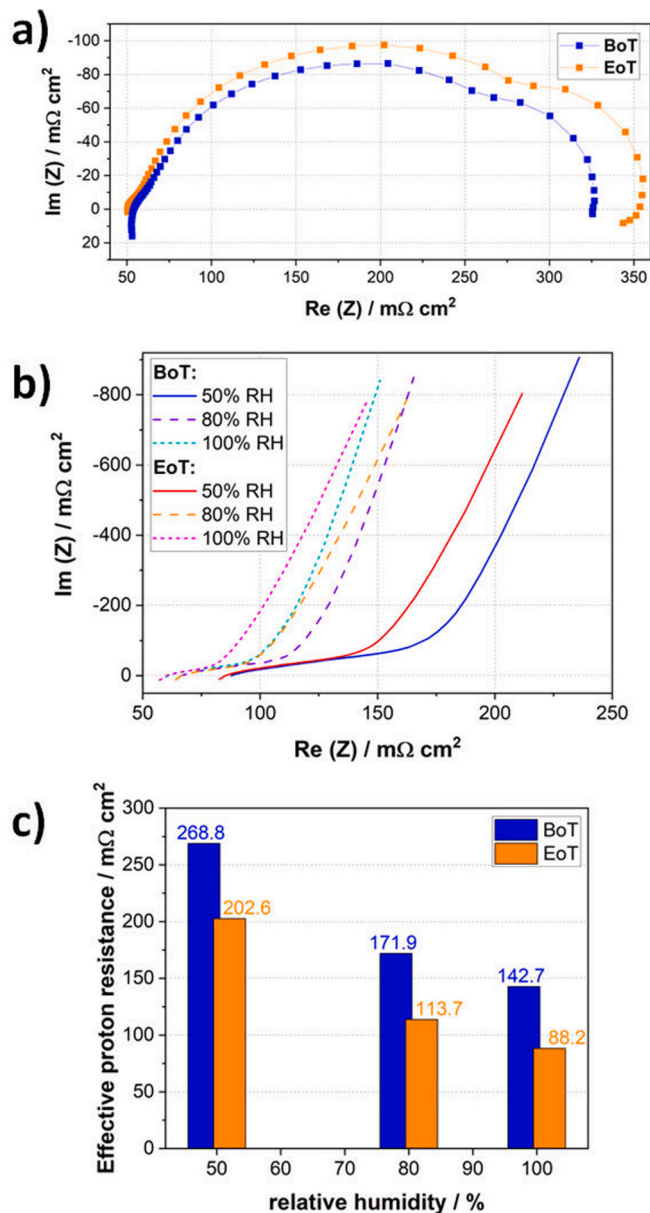 a)
-100
-80
-60
-40
-20
0
20
Im (Z) / mΩ cm²
BoT
EoT
50 100 150 200 250 300 350
Re (Z) / mΩ cm²
b)
-800
-600
-400
-200
0
Im (Z) / mΩ cm²
BoT:
50% RH
80% RH
100% RH
EoT:
50% RH
80% RH
100% RH
50 100 150 200 250
Re (Z) / mΩ cm²
c)
300
250
200
150
100
50
0
Effective proton resistance / mΩ cm²
BoT
EoT
268.8
202.6
171.9
113.7
142.7
88.2
50 60 70 80 90 100
relative humidity / %